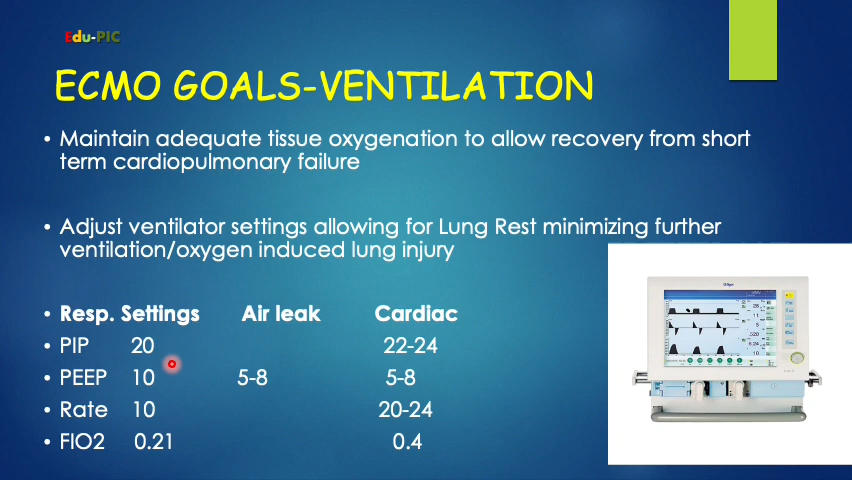 Edu-PIC
ECMO GOALS-VENTILATION
• Maintain adequate tissue oxygenation to allow recovery from short
term cardiopulmonary failure
• Adjust ventilator settings allowing for Lung Rest minimizing further
ventilation/oxygen induced lung injury
• Resp. Settings Air leak Cardiac
• PIP 20 22-24
• PEEP 10 5-8 5-8
• Rate 10 20-24
• FIO2 0.21 0.4
Dräger